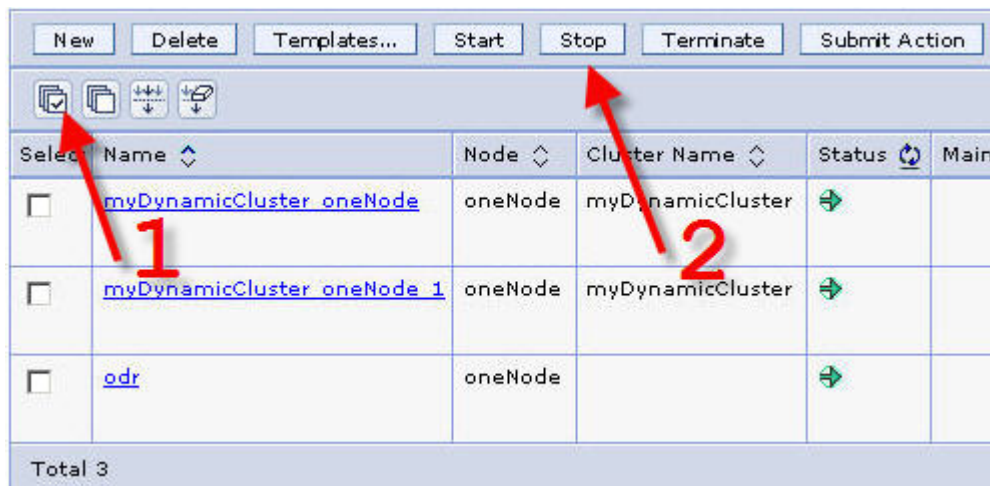 New Delete Templates... Start Stop Terminate Submit Action
Select Name Node Cluster Name Status Main
myDynamicCluster_oneNode oneNode myDynamicCluster
1 2
myDynamicCluster_oneNode_1 oneNode myDynamicCluster
odr oneNode
Total 3